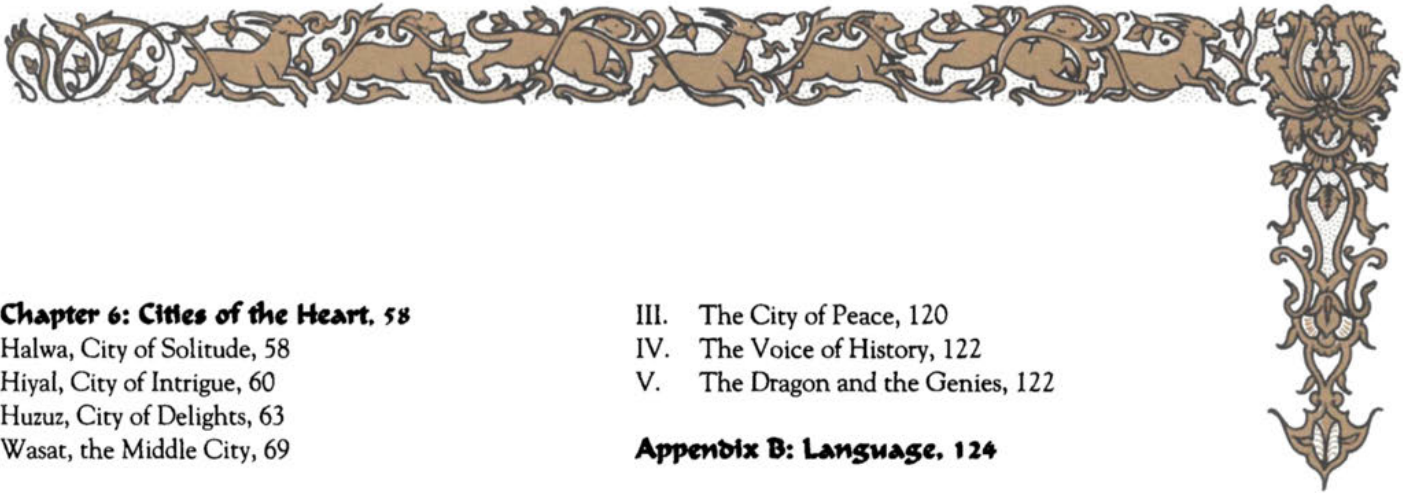 Chapter 6: Cities of the Heart, 58
Halwa, City of Solitude, 58
Hiyal, City of Intrigue, 60
Huzuz, City of Delights, 63
Wasat, the Middle City, 69
III. The City of Peace, 120
IV. The Voice of History, 122
V. The Dragon and the Genies, 122
Appendix B: Language, 124